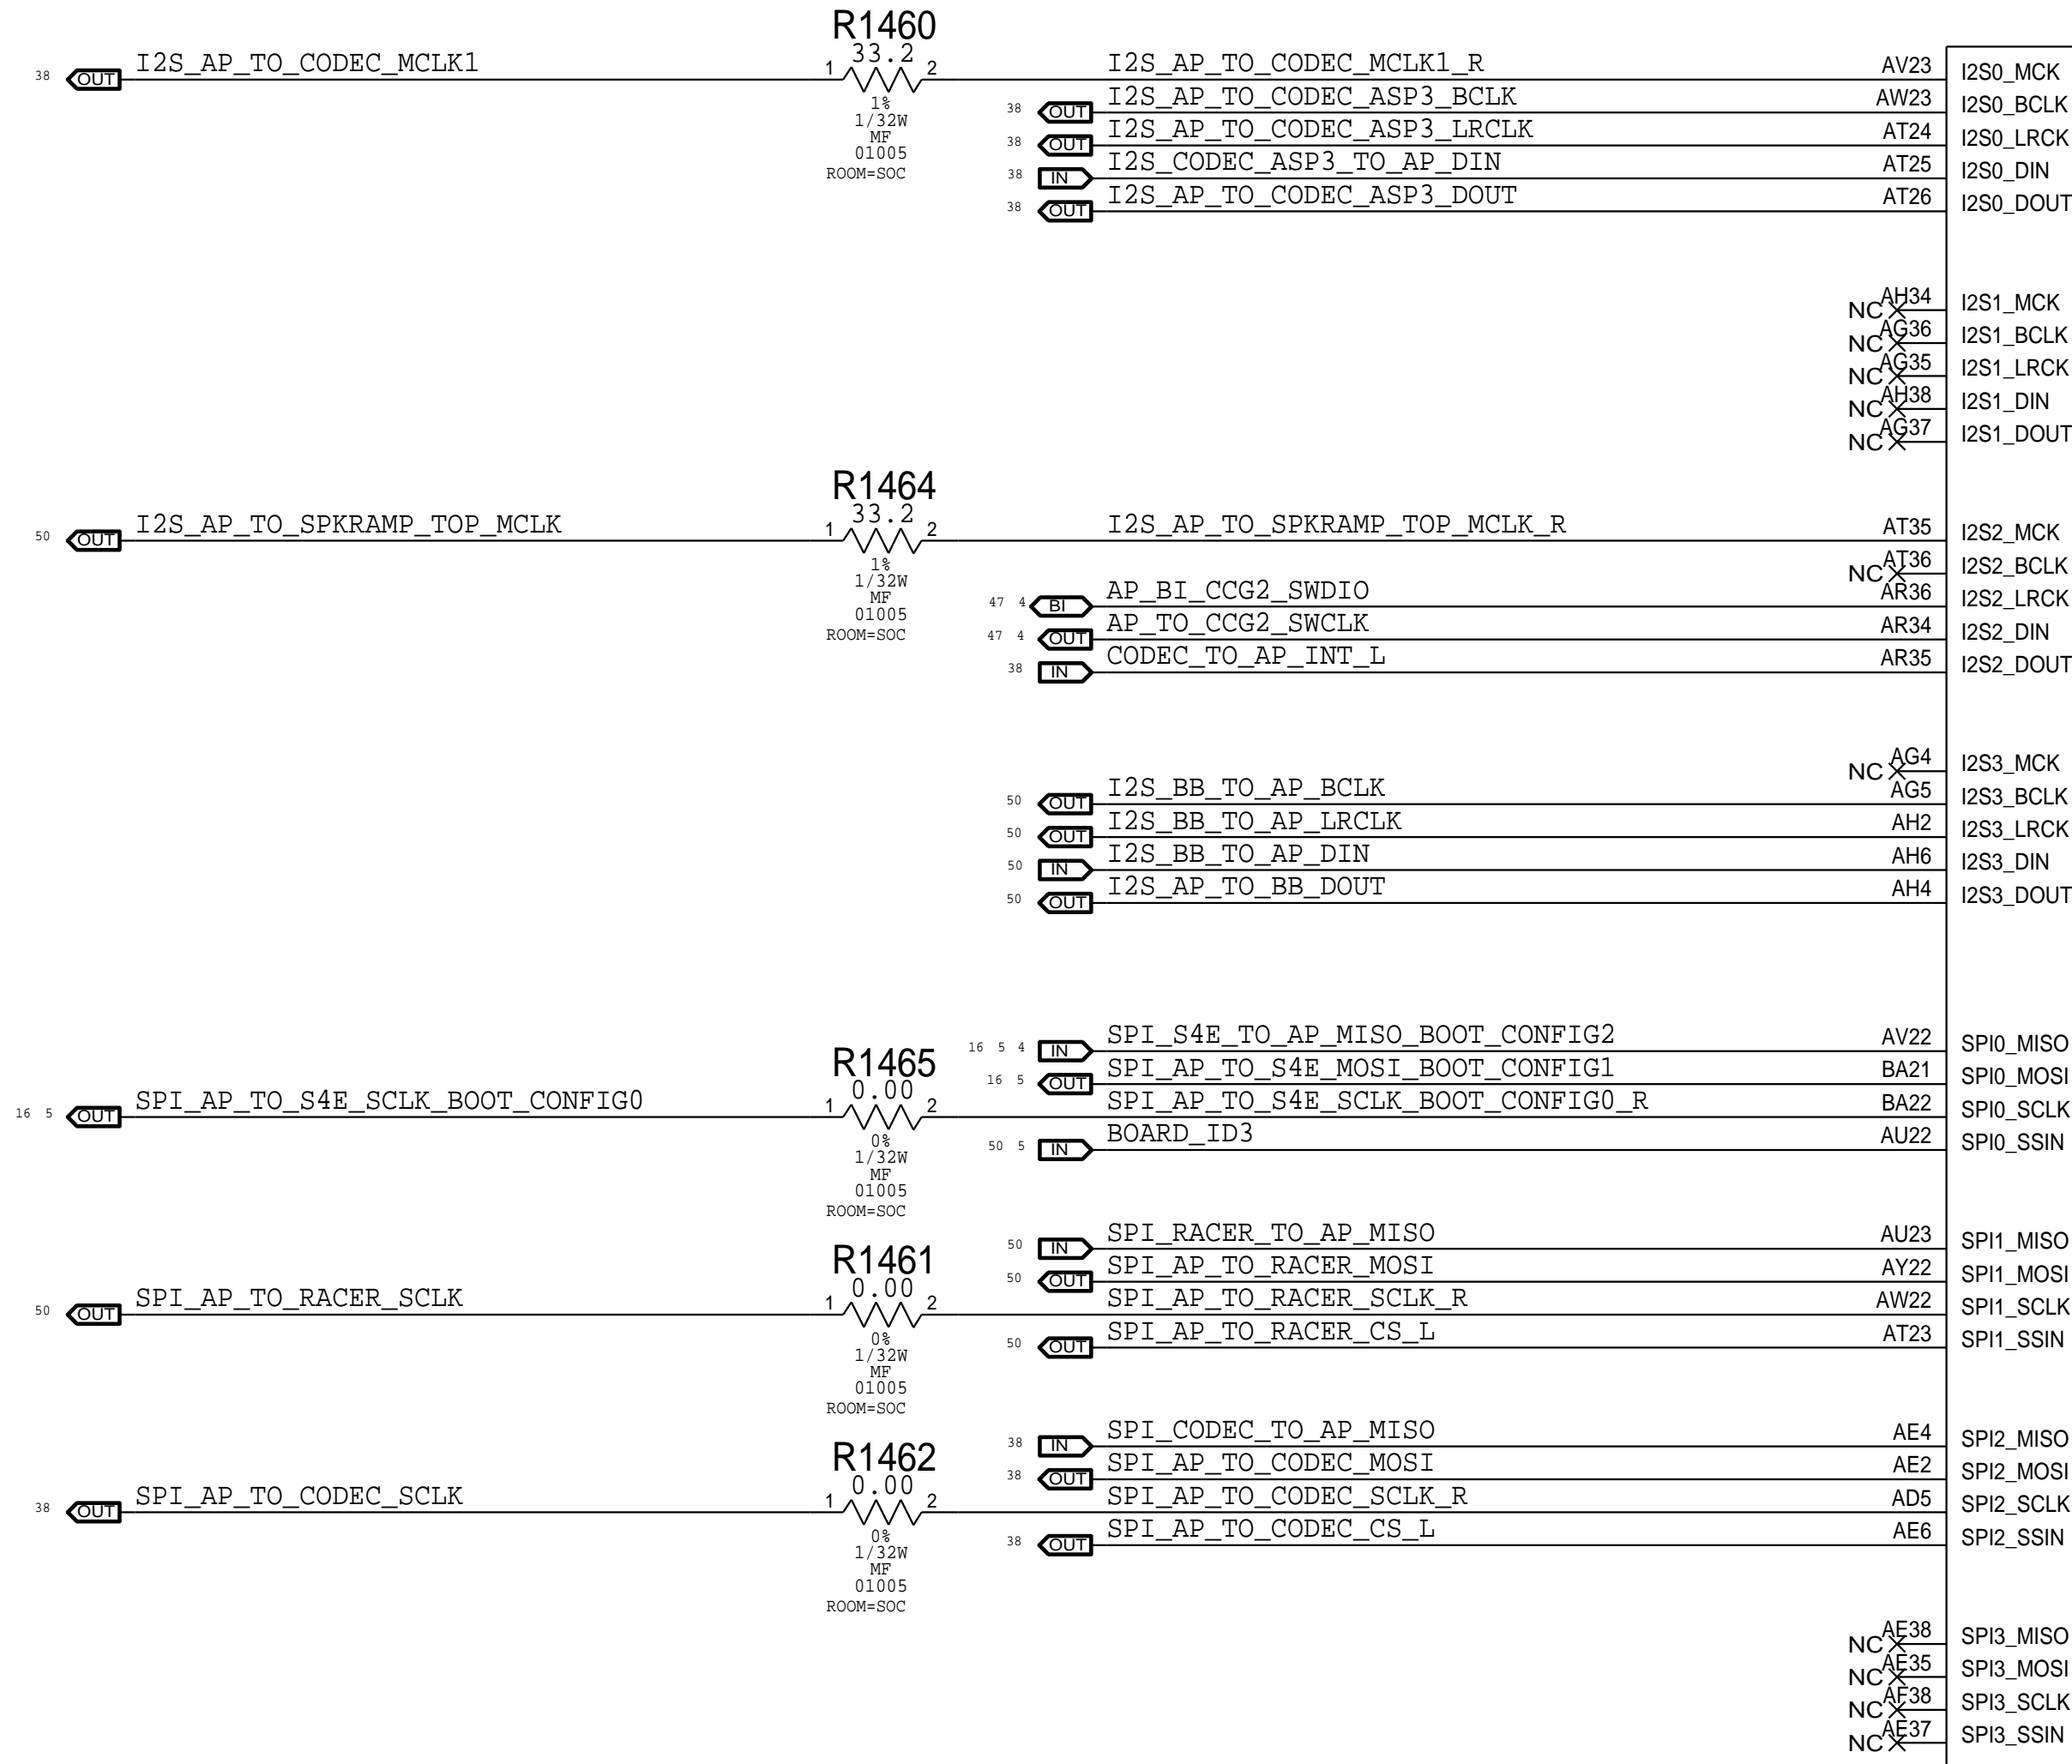 R1460
38 OUT I2S_AP_TO_CODEC_MCLK1 1 33.2 2 I2S_AP_TO_CODEC_MCLK1_R AV23 I2S0_MCK
1%
1/32W
MF
01005
ROOM=SOC
38 OUT I2S_AP_TO_CODEC_ASP3_BCLK AW23 I2S0_BCLK
38 OUT I2S_AP_TO_CODEC_ASP3_LRCLK AT24 I2S0_LRCK
38 IN I2S_CODEC_ASP3_TO_AP_DIN AT25 I2S0_DIN
38 OUT I2S_AP_TO_CODEC_ASP3_DOUT AT26 I2S0_DOUT
NC AH34 I2S1_MCK
NC AG36 I2S1_BCLK
NC AG35 I2S1_LRCK
NC AH38 I2S1_DIN
NC AG37 I2S1_DOUT
R1464
50 OUT I2S_AP_TO_SPKRAMP_TOP_MCLK 1 33.2 2 I2S_AP_TO_SPKRAMP_TOP_MCLK_R AT35 I2S2_MCK
1%
1/32W
MF
01005
ROOM=SOC
NC AT36 I2S2_BCLK
47 4 BI AP_BI_CCG2_SWDIO AR36 I2S2_LRCK
47 4 OUT AP_TO_CCG2_SWCLK AR34 I2S2_DIN
38 IN CODEC_TO_AP_INT_L AR35 I2S2_DOUT
NC AG4 I2S3_MCK
50 OUT I2S_BB_TO_AP_BCLK AG5 I2S3_BCLK
50 OUT I2S_BB_TO_AP_LRCLK AH2 I2S3_LRCK
50 IN I2S_BB_TO_AP_DIN AH6 I2S3_DIN
50 OUT I2S_AP_TO_BB_DOUT AH4 I2S3_DOUT
16 5 4 IN SPI_S4E_TO_AP_MISO_BOOT_CONFIG2 AV22 SPI0_MISO
R1465
16 5 OUT SPI_AP_TO_S4E_MOSI_BOOT_CONFIG1 BA21 SPI0_MOSI
16 5 OUT SPI_AP_TO_S4E_SCLK_BOOT_CONFIG0 1 0.00 2 SPI_AP_TO_S4E_SCLK_BOOT_CONFIG0_R BA22 SPI0_SCLK
0%
1/32W
MF
01005
ROOM=SOC
50 5 IN BOARD_ID3 AU22 SPI0_SSIN
50 IN SPI_RACER_TO_AP_MISO AU23 SPI1_MISO
R1461
50 OUT SPI_AP_TO_RACER_MOSI AY22 SPI1_MOSI
50 OUT SPI_AP_TO_RACER_SCLK 1 0.00 2 SPI_AP_TO_RACER_SCLK_R AW22 SPI1_SCLK
0%
1/32W
MF
01005
ROOM=SOC
50 OUT SPI_AP_TO_RACER_CS_L AT23 SPI1_SSIN
38 IN SPI_CODEC_TO_AP_MISO AE4 SPI2_MISO
R1462
38 OUT SPI_AP_TO_CODEC_MOSI AE2 SPI2_MOSI
38 OUT SPI_AP_TO_CODEC_SCLK 1 0.00 2 SPI_AP_TO_CODEC_SCLK_R AD5 SPI2_SCLK
0%
1/32W
MF
01005
ROOM=SOC
38 OUT SPI_AP_TO_CODEC_CS_L AE6 SPI2_SSIN
NC AE38 SPI3_MISO
NC AE35 SPI3_MOSI
NC AF38 SPI3_SCLK
NC AE37 SPI3_SSIN